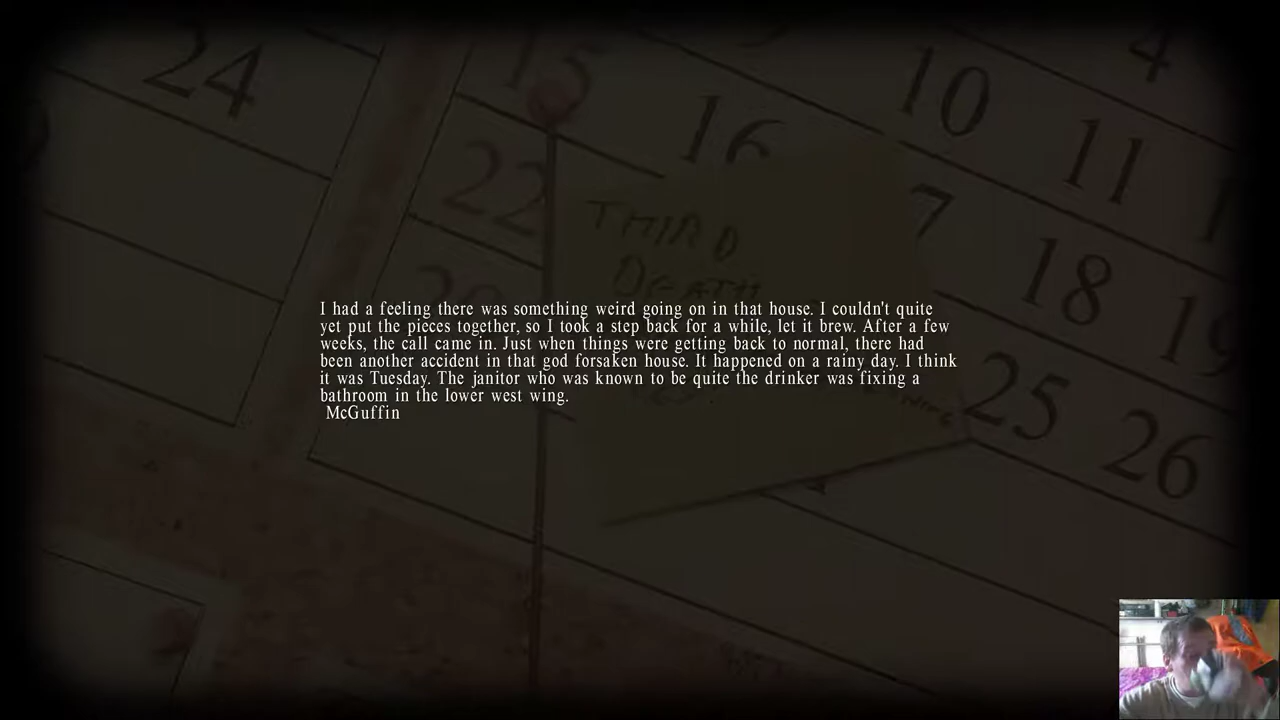 24
15
4
10
16
11
22
7
THIRD
18
19
DEATH
I had a feeling there was something weird going on in that house. I couldn't quite
yet put the pieces together, so I took a step back for a while, let it brew. After a few
weeks, the call came in. Just when things were getting back to normal, there had
been another accident in that god forsaken house. It happened on a rainy day. I think
it was Tuesday. The janitor who was known to be quite the drinker was fixing a
bathroom in the lower west wing.
McGuffin
25
26